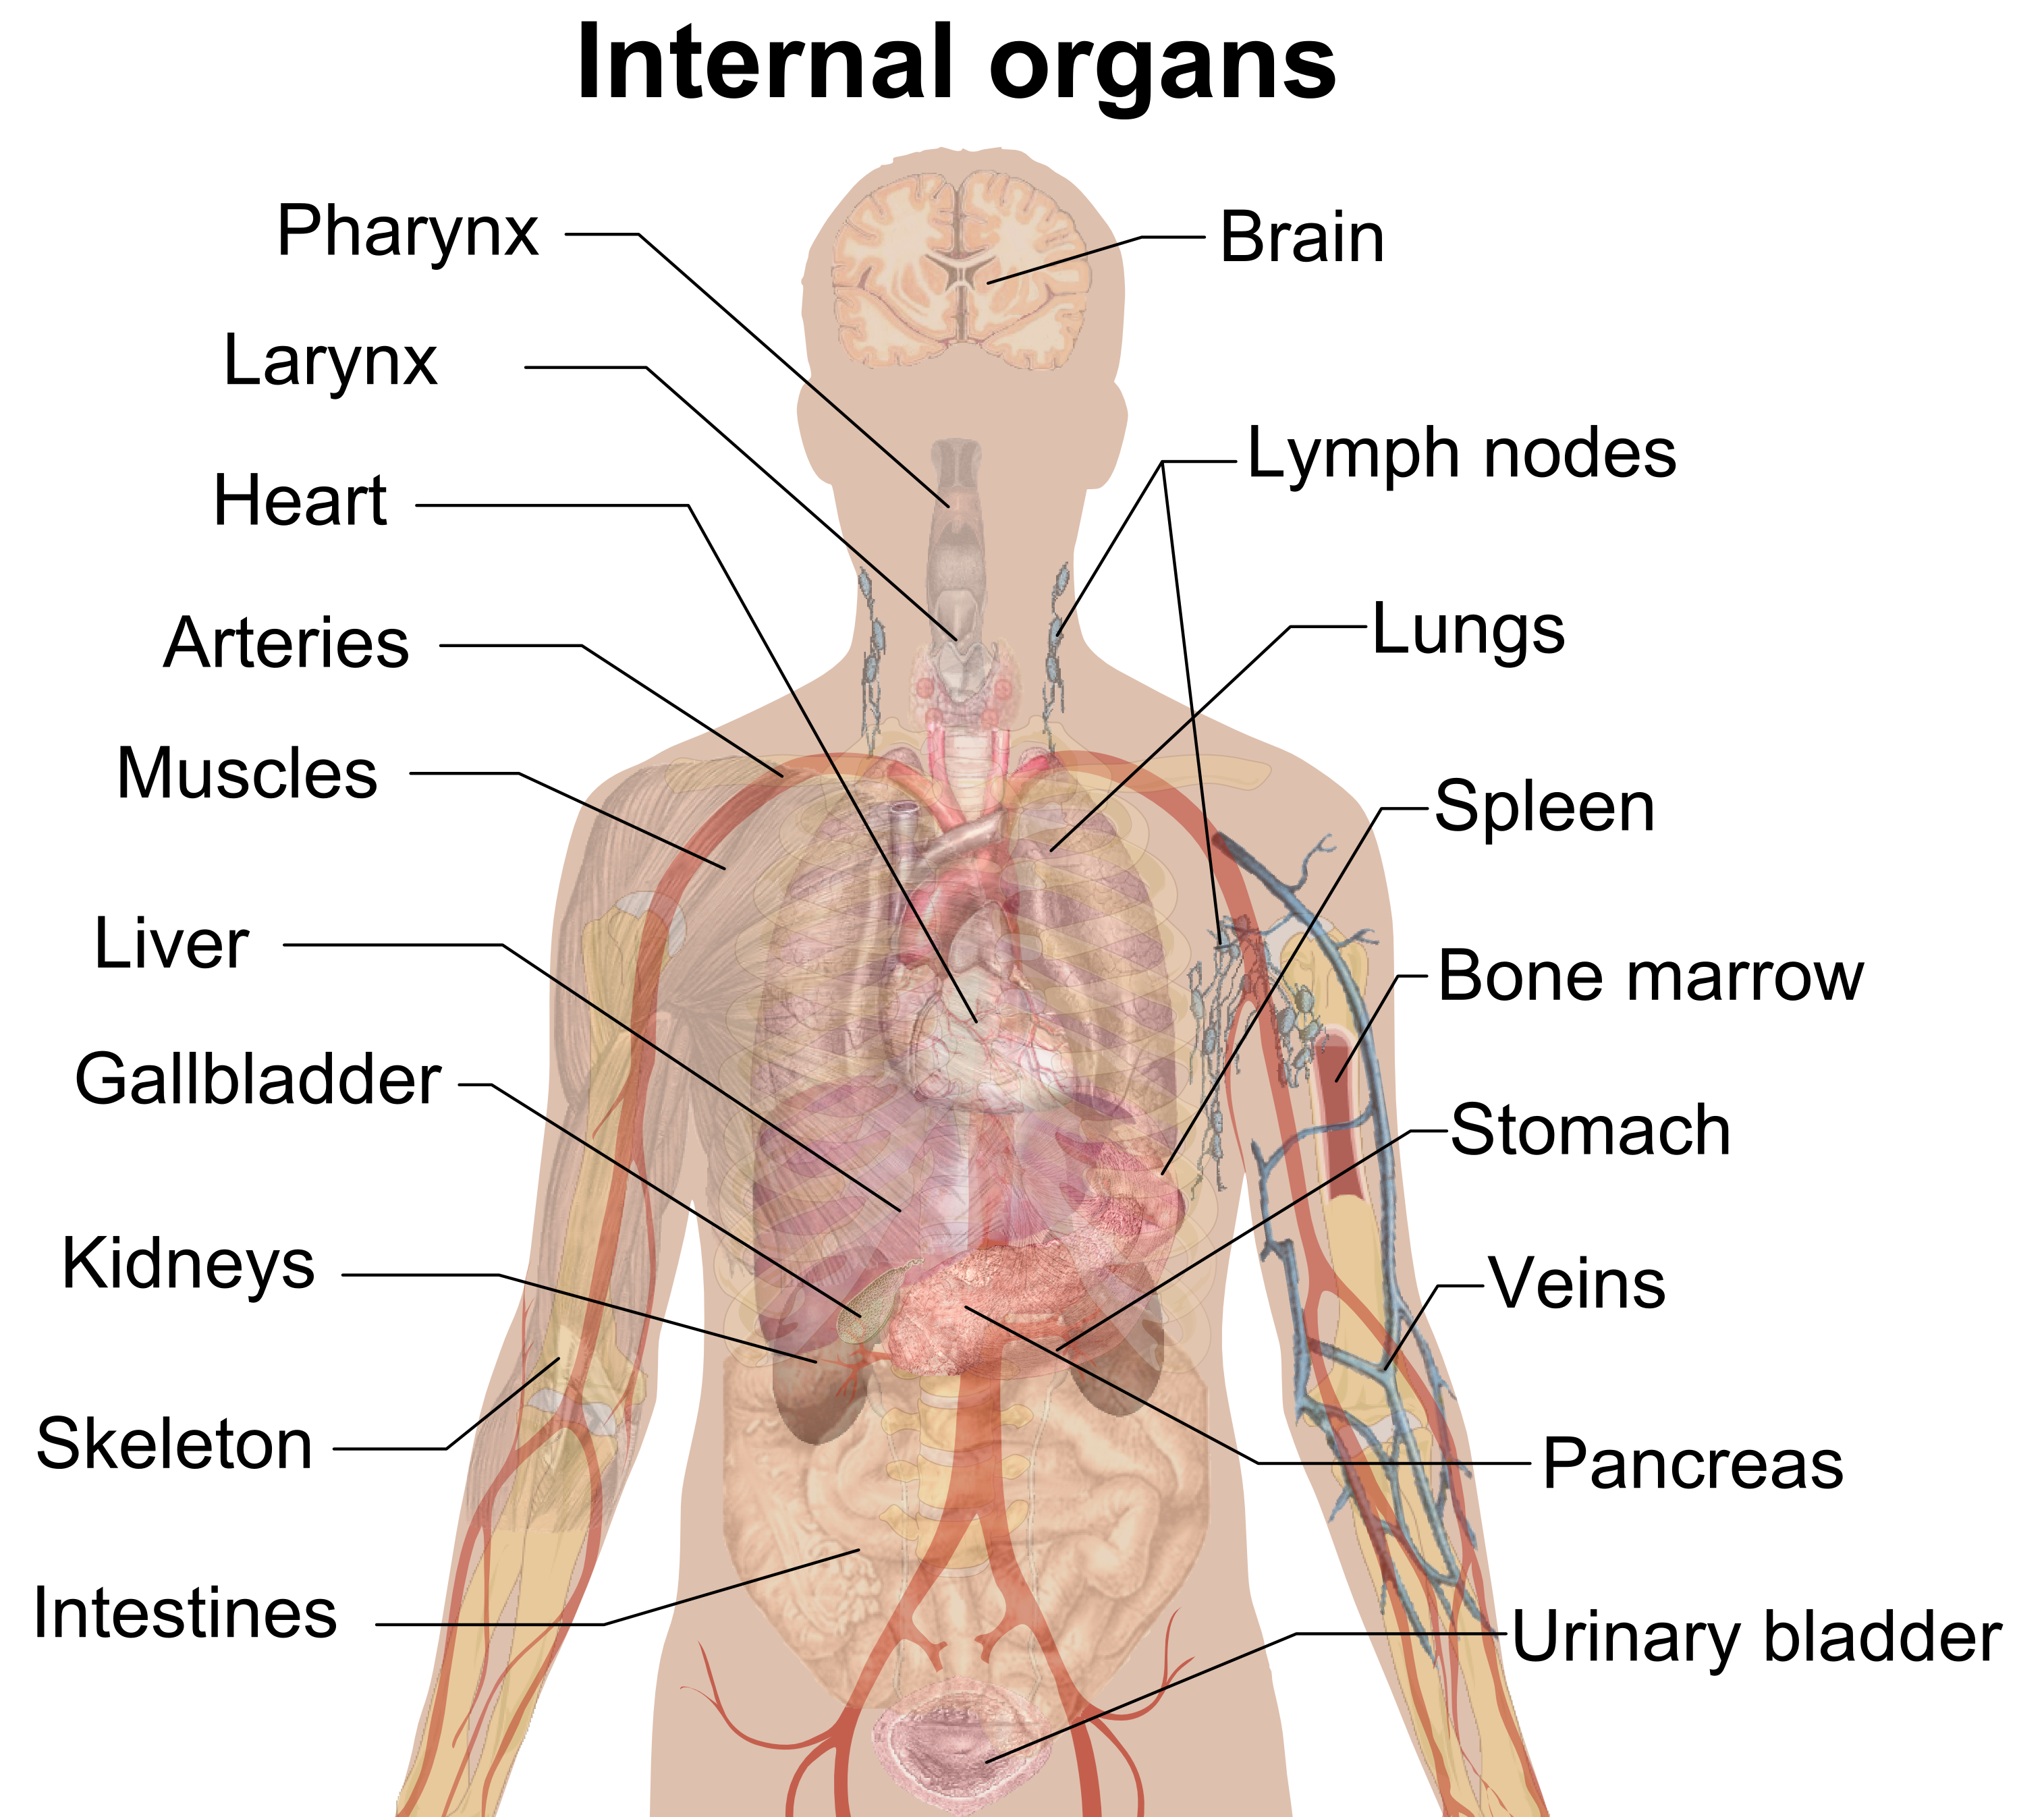 Internal organs
Pharynx
Larynx
Heart
Arteries
Muscles
Liver
Gallbladder
Kidneys
Skeleton
Intestines
Brain
Lymph nodes
Lungs
Spleen
Bone marrow
Stomach
Veins
Pancreas
Urinary bladder